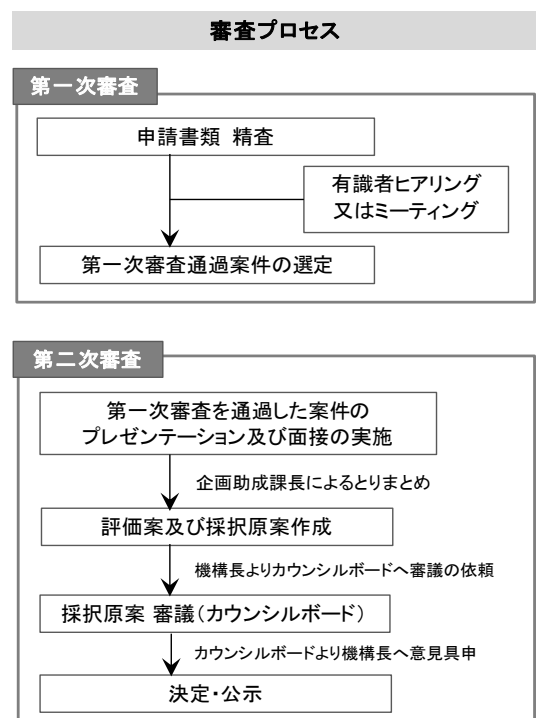 審査プロセス
第一次審査
申請書類 精査
有識者ヒアリング
又はミーティング
第一次審査通過案件の選定
第二次審査
第一次審査を通過した案件の
プレゼンテーション及び面接の実施
企画助成課長によるとりまとめ
評価案及び採択原案作成
機構長よりカウンシルボードへ審議の依頼
採択原案 審議(カウンシルボード)
カウンシルボードより機構長へ意見具申
決定・公示